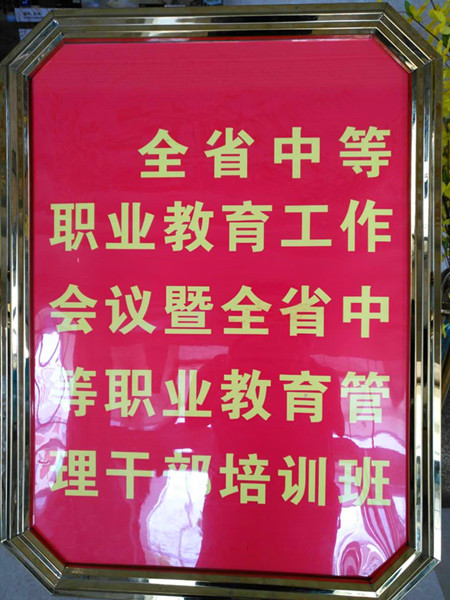 全省中等
职业教育工作
会议暨全省中
等职业教育管
理干部培训班